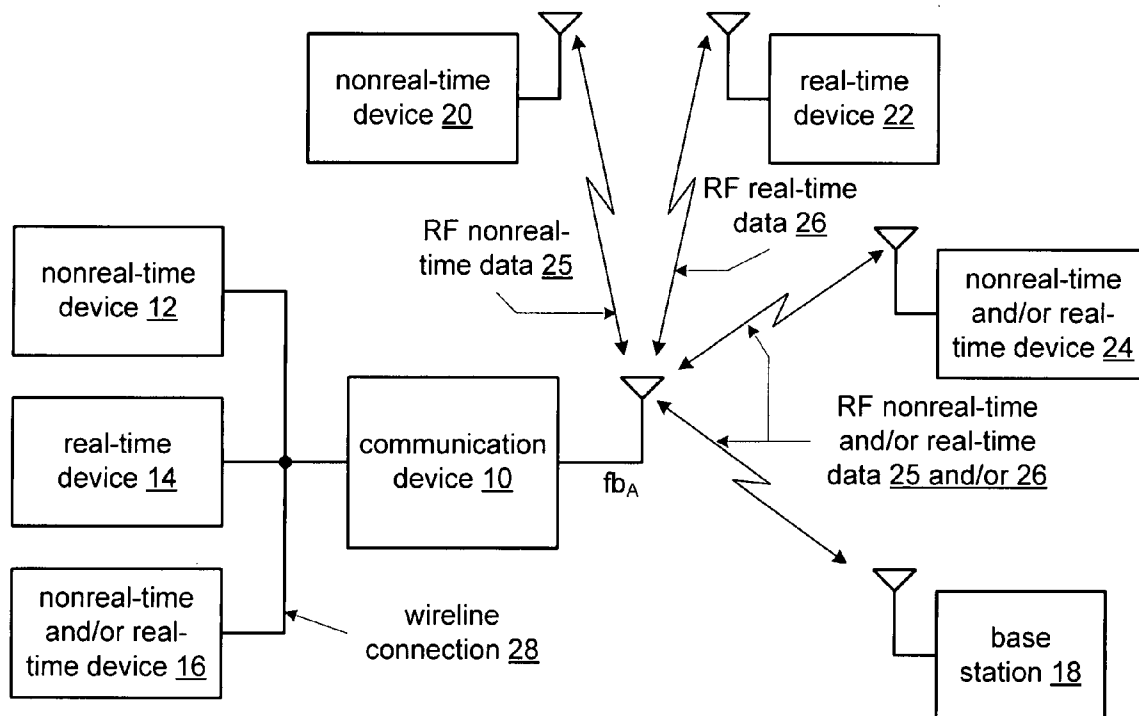 nonreal-time
device 20
real-time
device 22
RF real-time
data 26
RF nonreal-
time data 25
nonreal-time
device 12
nonreal-time
and/or real-
time device 24
real-time
device 14
communication
device 10
fbA
RF nonreal-time
and/or real-time
data 25 and/or 26
nonreal-time
and/or real-
time device 16
wireline
connection 28
base
station 18